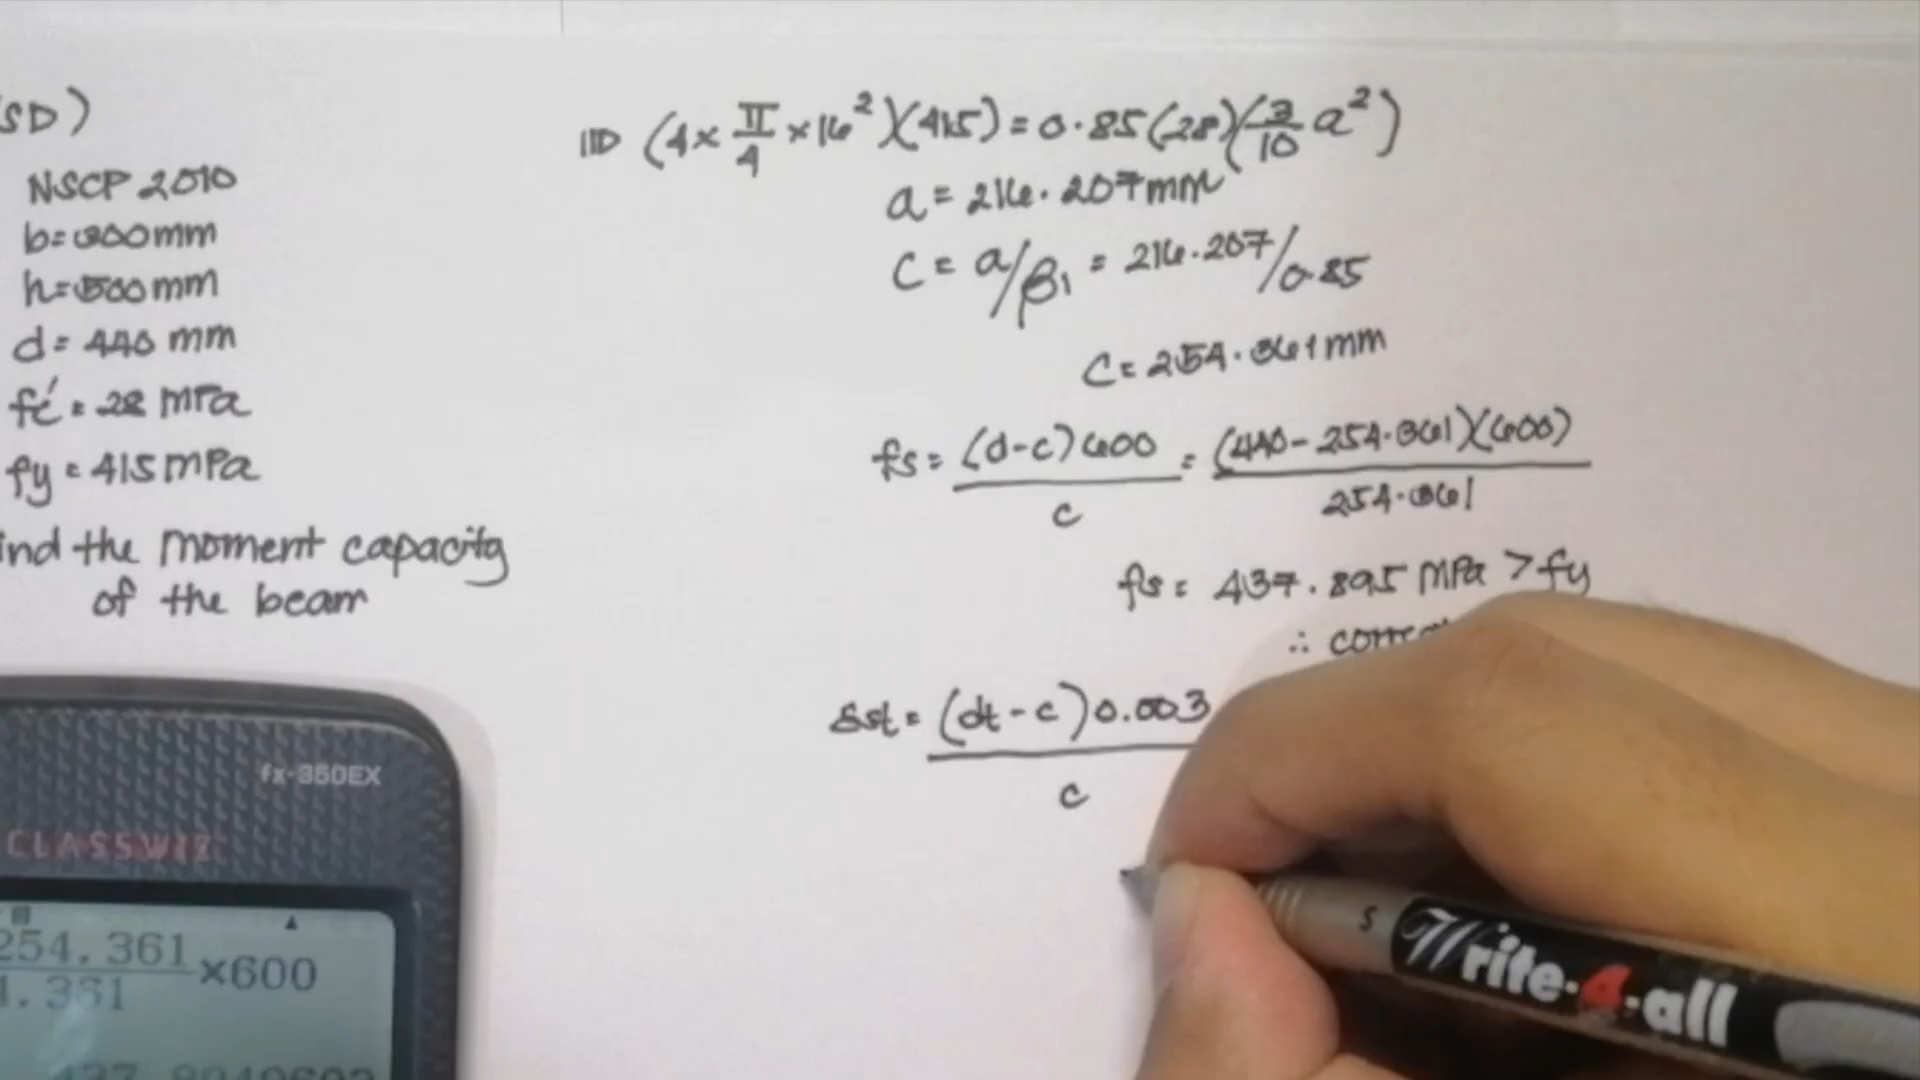 SD)
NSCP 2010
b=300mm
h=500mm
d= 440 mm
fc'= 28 MPa
fy = 415 MPa
ind the moment capacity
of the beam
(4 x π/4 x 16²)(415) = 0.85(28)(3/10 a²)
a = 216.207mm
C = a/β1 = 216.207/0.85
C = 254.361mm
fs = (d-c)600/c = (440-254.361)(600)/254.361
fs = 437.895 MPa > fy
∴ correct
εst = (dt-c)0.003/c
fx-350EX
CLASSWIZ
254.361
×600
4.361
S Write-4-all